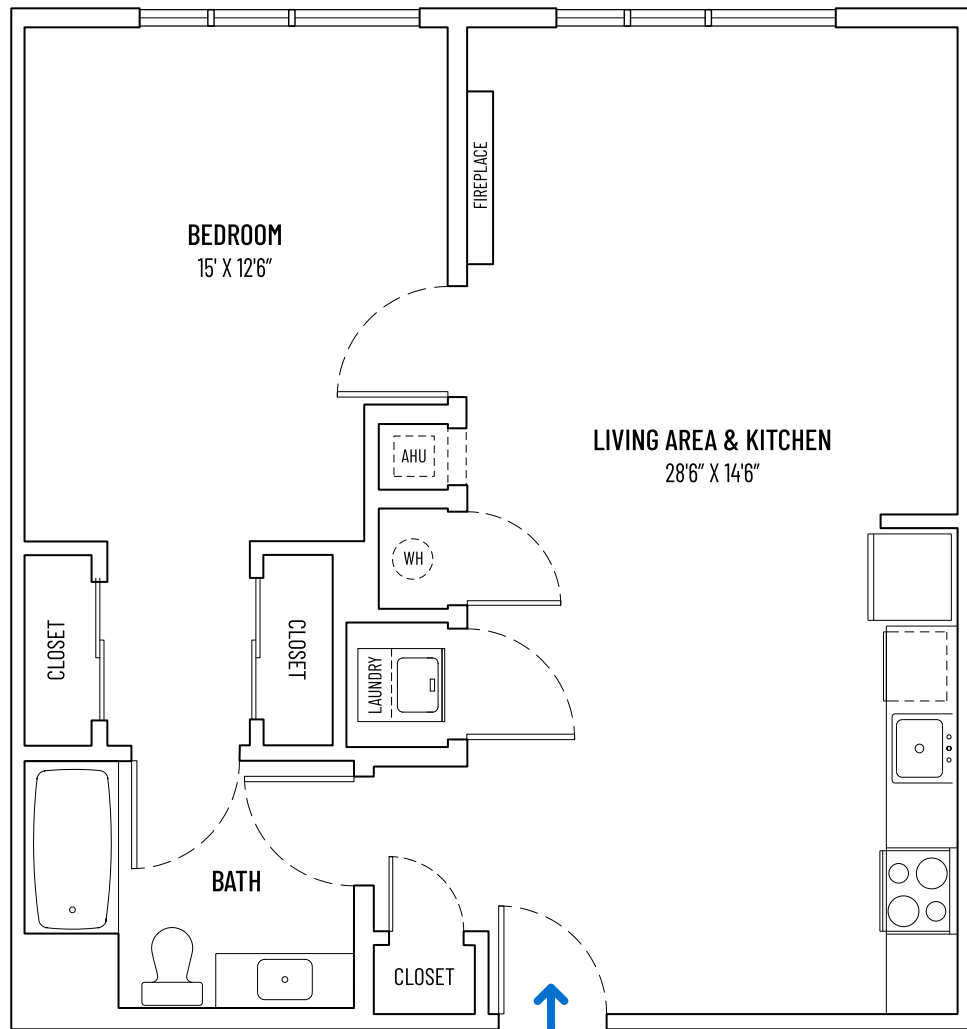 FIREPLACE
BEDROOM
15' X 12'6"
LIVING AREA & KITCHEN
28'6" X 14'6"
AHU
WH
CLOSET
CLOSET
LAUNDRY
BATH
CLOSET